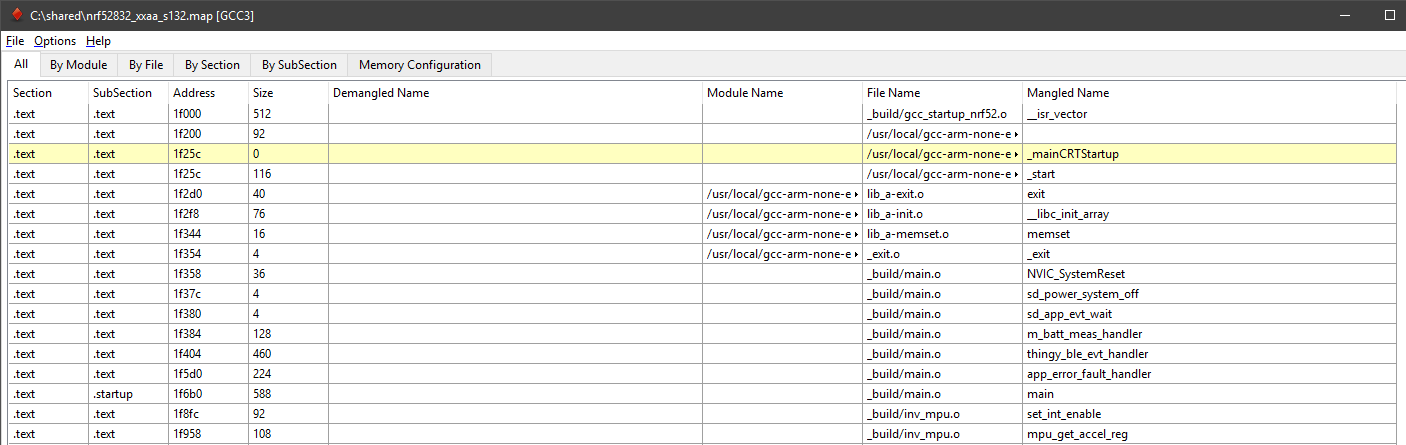 C:\shared\nrf52832_xxaa_s132.map [GCC3]
File Options Help
All By Module By File By Section By SubSection Memory Configuration
Section SubSection Address Size Demangled Name Module Name File Name Mangled Name
.text .text 1f000 512 _build/gcc_startup_nrf52.o __isr_vector
.text .text 1f200 92 /usr/local/gcc-arm-none-e
.text .text 1f25c 0 /usr/local/gcc-arm-none-e _mainCRTStartup
.text .text 1f25c 116 /usr/local/gcc-arm-none-e _start
.text .text 1f2d0 40 /usr/local/gcc-arm-none-e lib_a-exit.o exit
.text .text 1f2f8 76 /usr/local/gcc-arm-none-e lib_a-init.o __libc_init_array
.text .text 1f344 16 /usr/local/gcc-arm-none-e lib_a-memset.o memset
.text .text 1f354 4 /usr/local/gcc-arm-none-e _exit.o _exit
.text .text 1f358 36 _build/main.o NVIC_SystemReset
.text .text 1f37c 4 _build/main.o sd_power_system_off
.text .text 1f380 4 _build/main.o sd_app_evt_wait
.text .text 1f384 128 _build/main.o m_batt_meas_handler
.text .text 1f404 460 _build/main.o thingy_ble_evt_handler
.text .text 1f5d0 224 _build/main.o app_error_fault_handler
.text .startup 1f6b0 588 _build/main.o main
.text .text 1f8fc 92 _build/inv_mpu.o set_int_enable
.text .text 1f958 108 _build/inv_mpu.o mpu_get_accel_reg